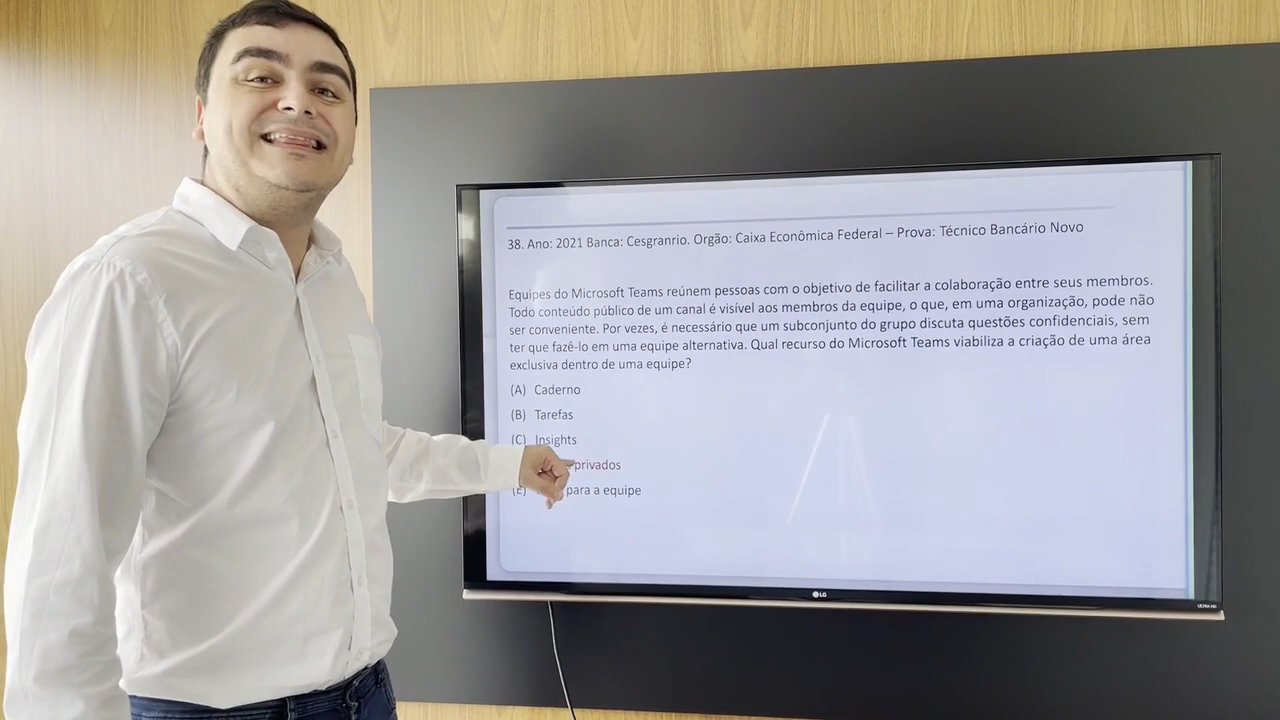 38. Ano: 2021 Banca: Cesgranrio. Orgão: Caixa Econômica Federal – Prova: Técnico Bancário Novo
Equipes do Microsoft Teams reúnem pessoas com o objetivo de facilitar a colaboração entre seus membros.
Todo conteúdo público de um canal é visível aos membros da equipe, o que, em uma organização, pode não
ser conveniente. Por vezes, é necessário que um subconjunto do grupo discuta questões confidenciais, sem
ter que fazê-lo em uma equipe alternativa. Qual recurso do Microsoft Teams viabiliza a criação de uma área
exclusiva dentro de uma equipe?
(A) Caderno
(B) Tarefas
(C) Insights
privados
(E) para a equipe
LG
ULTRA HD